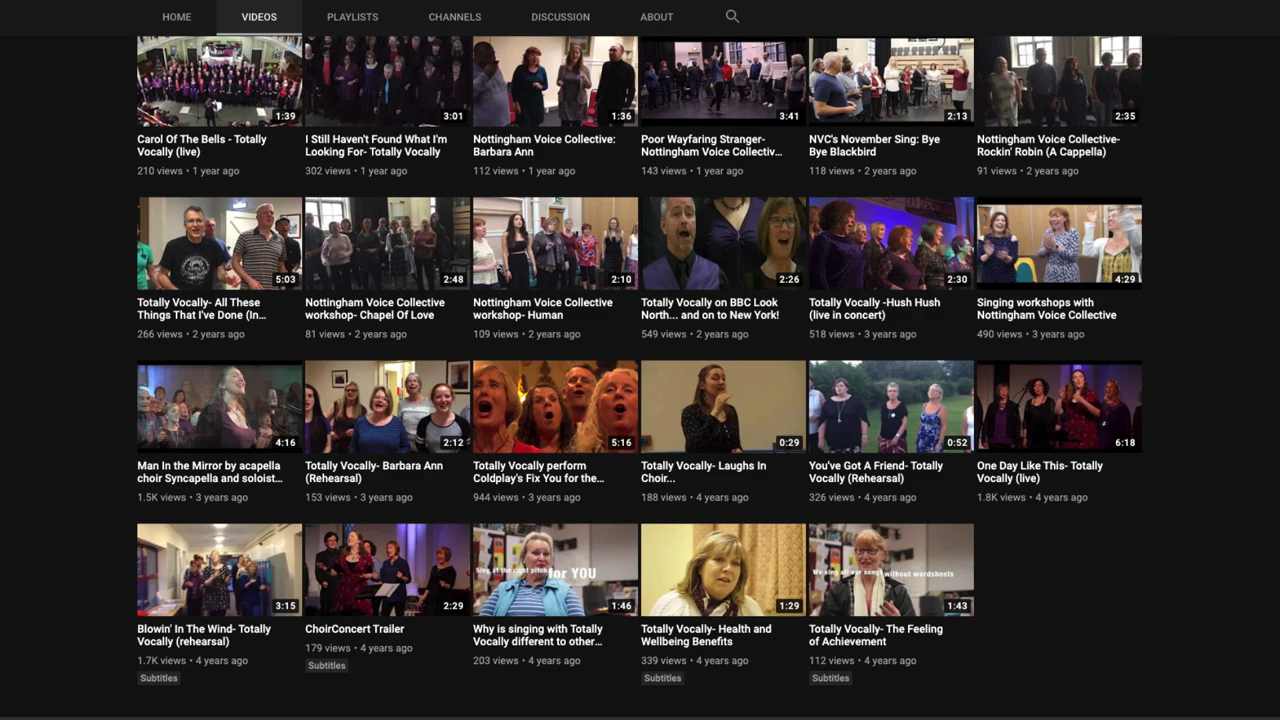 HOME VIDEOS PLAYLISTS CHANNELS DISCUSSION ABOUT
1:39 3:01 1:36 3:41 2:13 2:35
Carol Of The Bells - Totally
Vocally (live)
210 views • 1 year ago
I Still Haven't Found What I'm
Looking For- Totally Vocally
302 views • 1 year ago
Nottingham Voice Collective:
Barbara Ann
112 views • 1 year ago
Poor Wayfaring Stranger-
Nottingham Voice Collectiv...
143 views • 1 year ago
NVC's November Sing: Bye
Bye Blackbird
118 views • 2 years ago
Nottingham Voice Collective-
Rockin' Robin (A Cappella)
91 views • 2 years ago
5:03 2:48 2:10 2:26 2:30 4:29
Totally Vocally- All These
Things That I've Done (In...
266 views • 2 years ago
Nottingham Voice Collective
workshop- Chapel Of Love
81 views • 2 years ago
Nottingham Voice Collective
workshop- Human
109 views • 2 years ago
Totally Vocally on BBC Look
North... and on to New York!
549 views • 2 years ago
Totally Vocally -Hush Hush
(live in concert)
518 views • 3 years ago
Singing workshops with
Nottingham Voice Collective
490 views • 3 years ago
4:16 2:12 5:16 0:29 0:52 6:18
Man In the Mirror by acapella
choir Syncapella and soloist...
1.5K views • 3 years ago
Totally Vocally- Barbara Ann
(Rehearsal)
153 views • 3 years ago
Totally Vocally perform
Coldplay's Fix You for the...
944 views • 3 years ago
Totally Vocally- Laughs In
Choir...
188 views • 4 years ago
You've Got A Friend- Totally
Vocally (Rehearsal)
326 views • 4 years ago
One Day Like This- Totally
Vocally (live)
1.8K views • 4 years ago
Sing at the right pitch for YOU
We sing all our songs without wordsheets
3:15 2:29 1:46 1:29 1:43
Blowin' In The Wind- Totally
Vocally (rehearsal)
1.7K views • 4 years ago
Subtitles
ChoirConcert Trailer
179 views • 4 years ago
Subtitles
Why is singing with Totally
Vocally different to other...
203 views • 4 years ago
Totally Vocally- Health and
Wellbeing Benefits
339 views • 4 years ago
Subtitles
Totally Vocally- The Feeling
of Achievement
112 views • 4 years ago
Subtitles